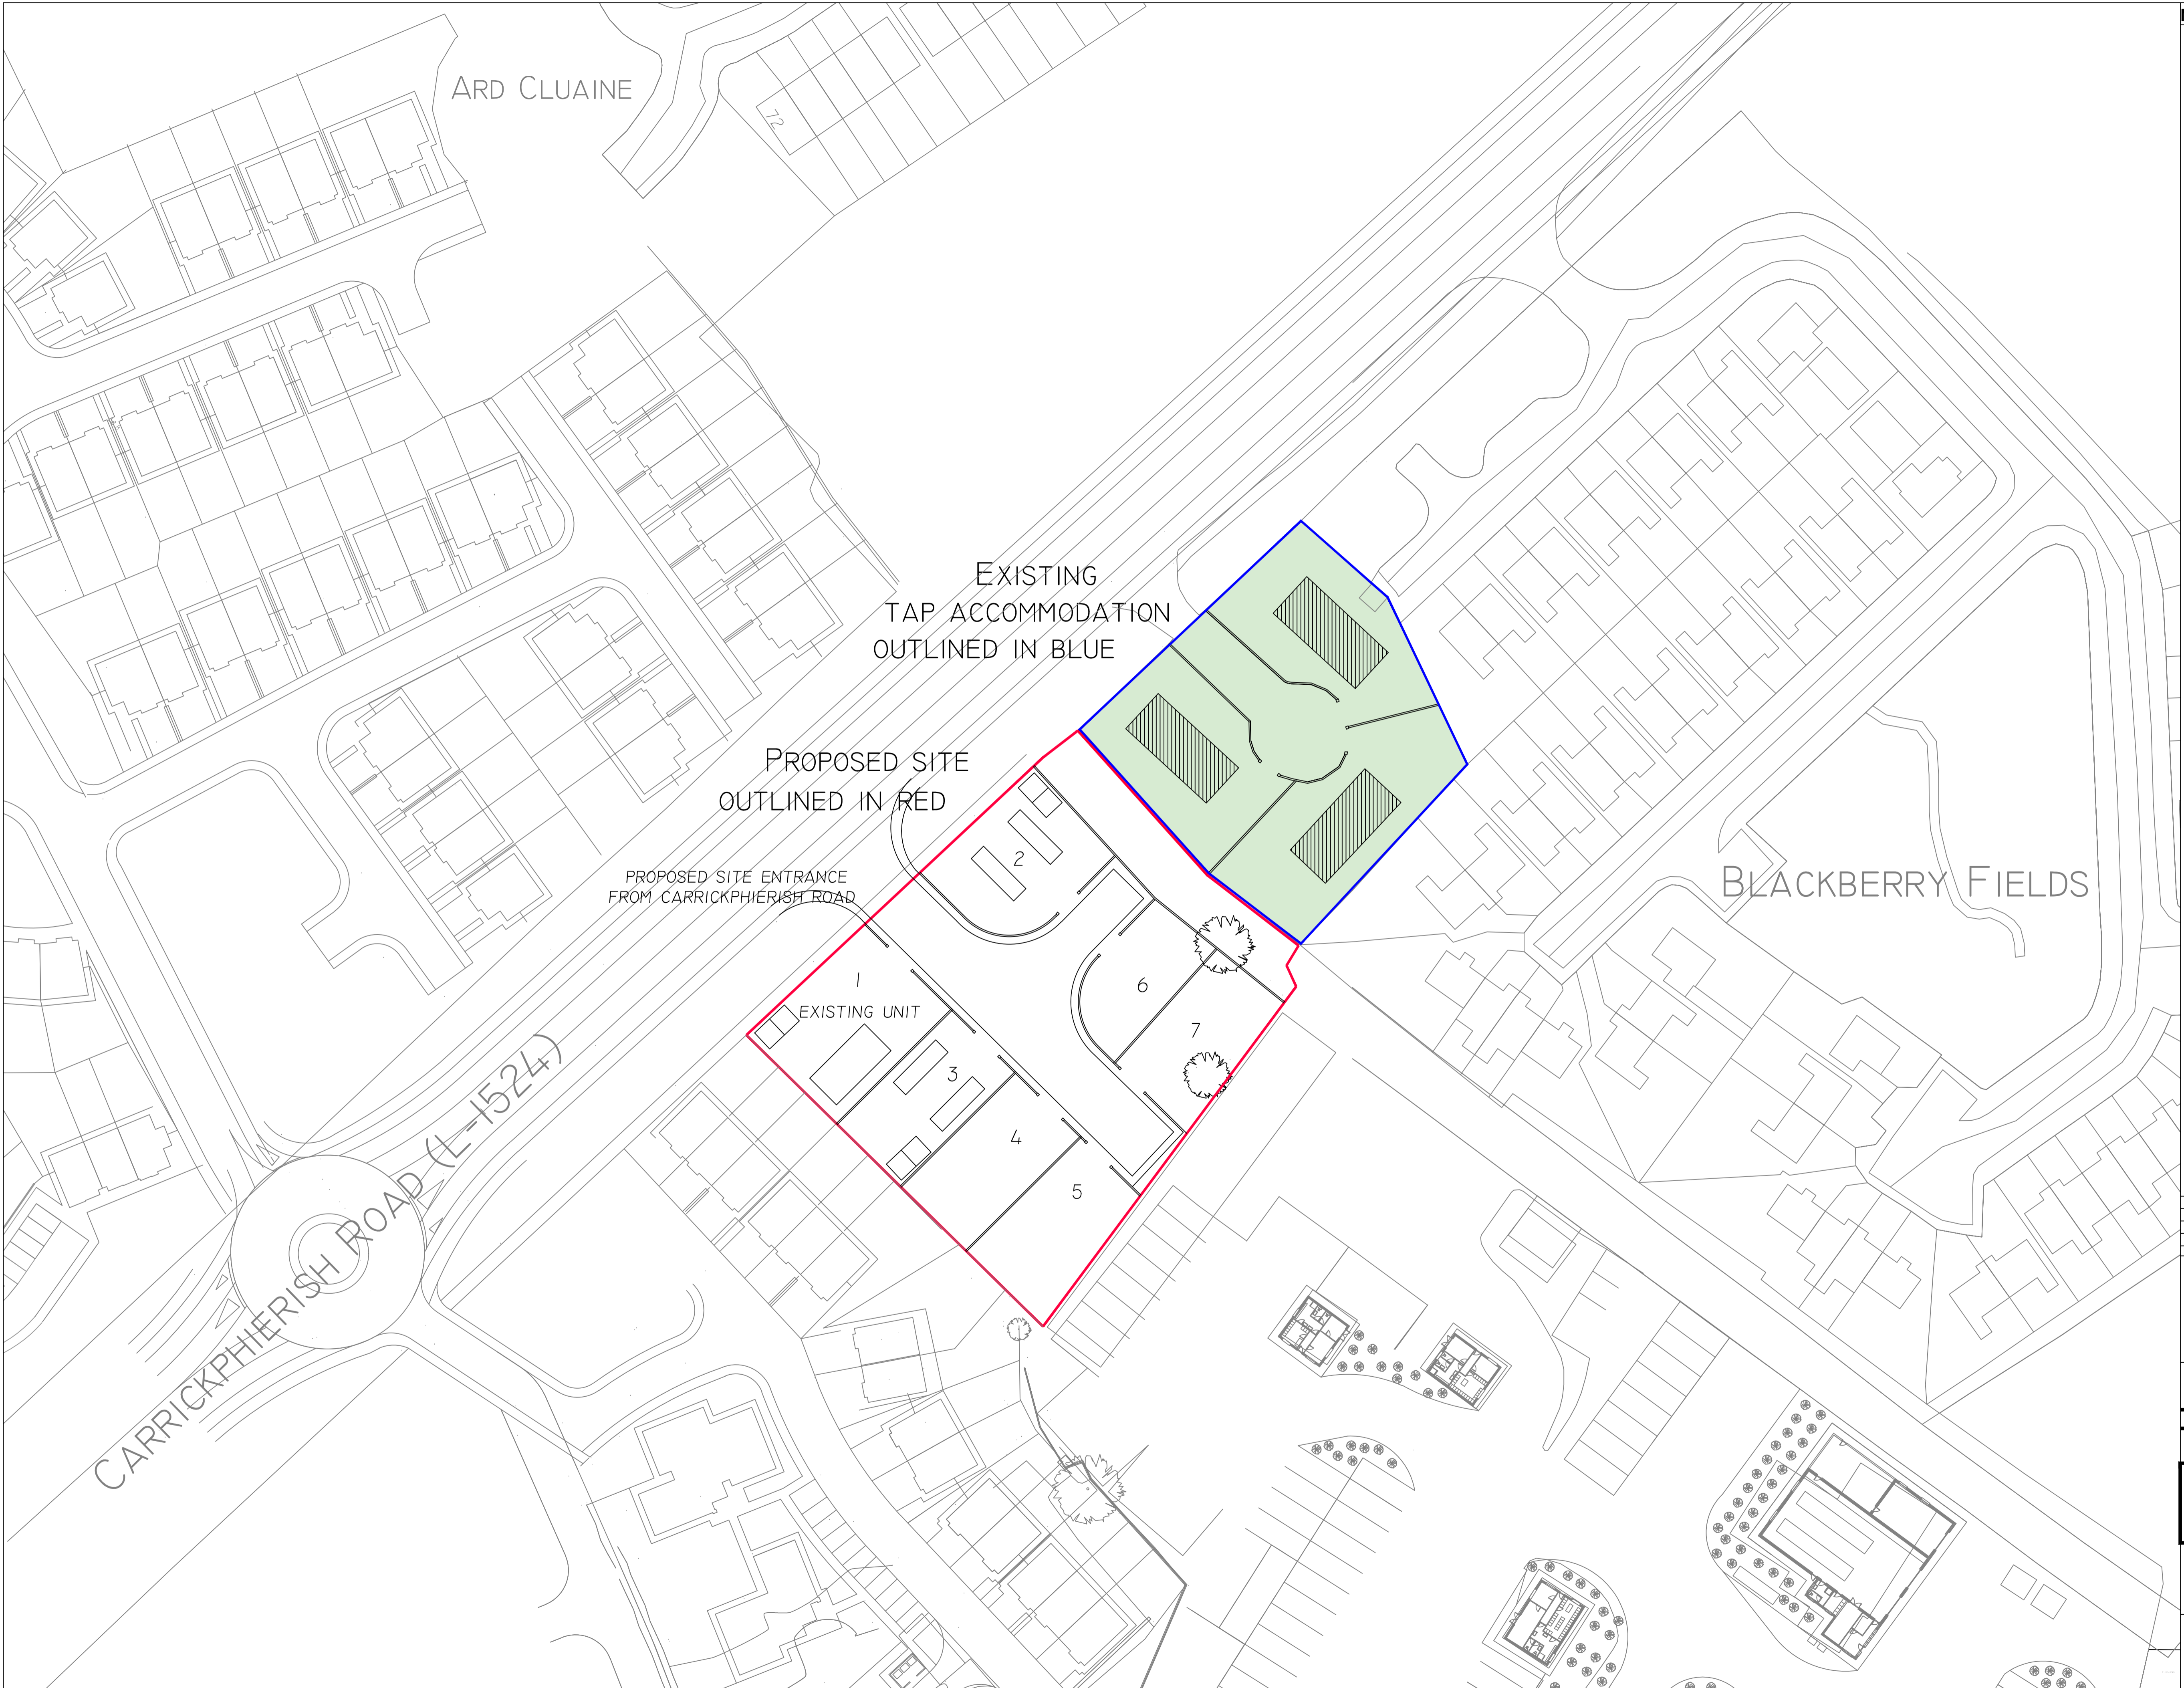 ARD CLUAINE
72
EXISTING
TAP ACCOMMODATION
OUTLINED IN BLUE
PROPOSED SITE
OUTLINED IN RED
PROPOSED SITE ENTRANCE
FROM CARRICKPHIERISH ROAD
BLACKBERRY FIELDS
2
1
EXISTING UNIT
6
7
3
4
5
CARRICKPHIERISH ROAD (L-1524)